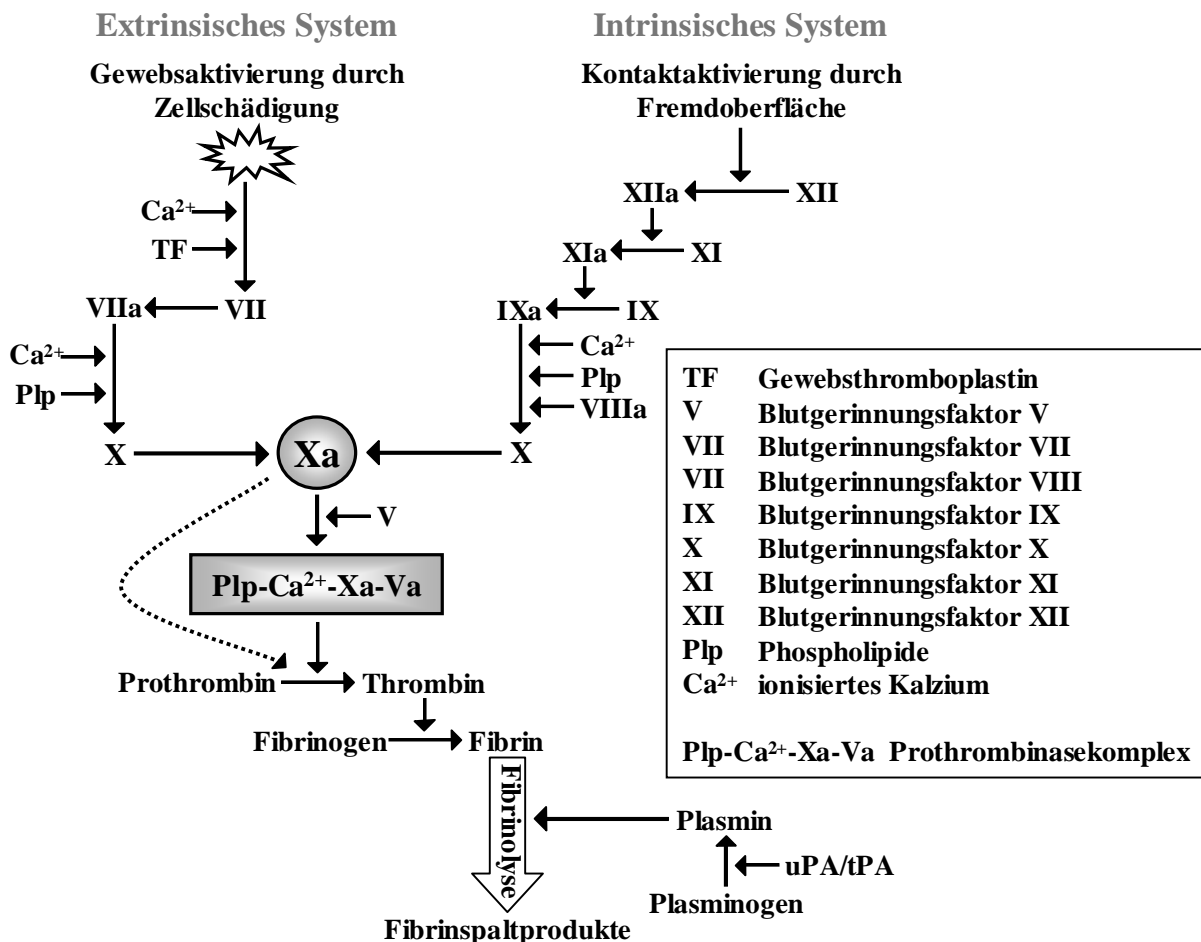 Extrinsisches System
Intrinsisches System
Gewebsaktivierung durch
Zellschädigung
Kontaktaktivierung durch
Fremdoberfläche
XIIa
XII
Ca²⁺
TF
XIa
XI
VIIa
VII
IXa
IX
Ca²⁺
Plp
Ca²⁺
Plp
VIIIa
X
Xa
X
V
Plp-Ca²⁺-Xa-Va
Prothrombin
Thrombin
Fibrinogen
Fibrin
Fibrinolyse
Plasmin
uPA/tPA
Plasminogen
Fibrinspaltprodukte
TF Gewebsthromboplastin
V Blutgerinnungsfaktor V
VII Blutgerinnungsfaktor VII
VII Blutgerinnungsfaktor VIII
IX Blutgerinnungsfaktor IX
X Blutgerinnungsfaktor X
XI Blutgerinnungsfaktor XI
XII Blutgerinnungsfaktor XII
Plp Phospholipide
Ca²⁺ ionisiertes Kalzium
Plp-Ca²⁺-Xa-Va Prothrombinasekomplex